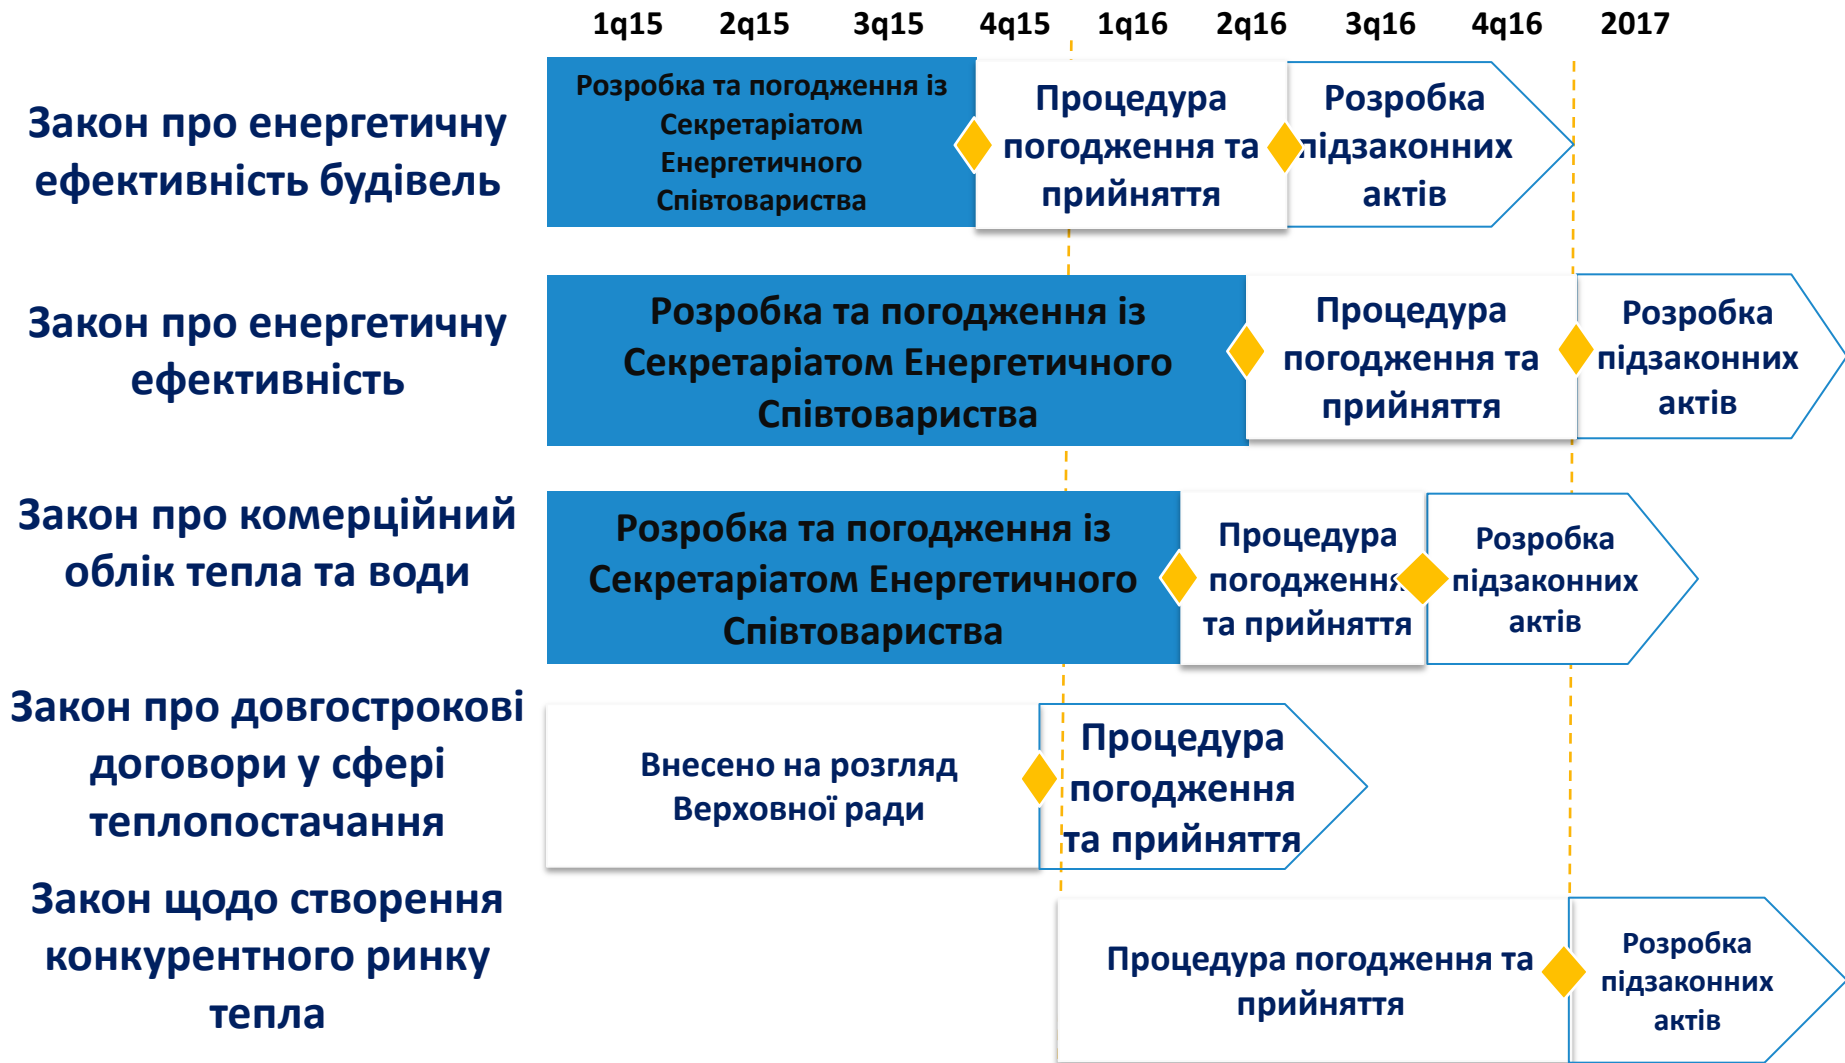 1q15 2q15 3q15 4q15 1q16 2q16 3q16 4q16 2017
Закон про енергетичну
ефективність будівель
Розробка та погодження із
Секретаріатом
Енергетичного
Співтовариства
Процедура
погодження та
прийняття
Розробка
підзаконних
актів
Закон про енергетичну
ефективність
Розробка та погодження із
Секретаріатом Енергетичного
Співтовариства
Процедура
погодження та
прийняття
Розробка
підзаконних
актів
Закон про комерційний
облік тепла та води
Розробка та погодження із
Секретаріатом Енергетичного
Співтовариства
Процедура
погодження
та прийняття
Розробка
підзаконних
актів
Закон про довгострокові
договори у сфері
теплопостачання
Внесено на розгляд
Верховної ради
Процедура
погодження
та прийняття
Закон щодо створення
конкурентного ринку
тепла
Процедура погодження та
прийняття
Розробка
підзаконних
актів